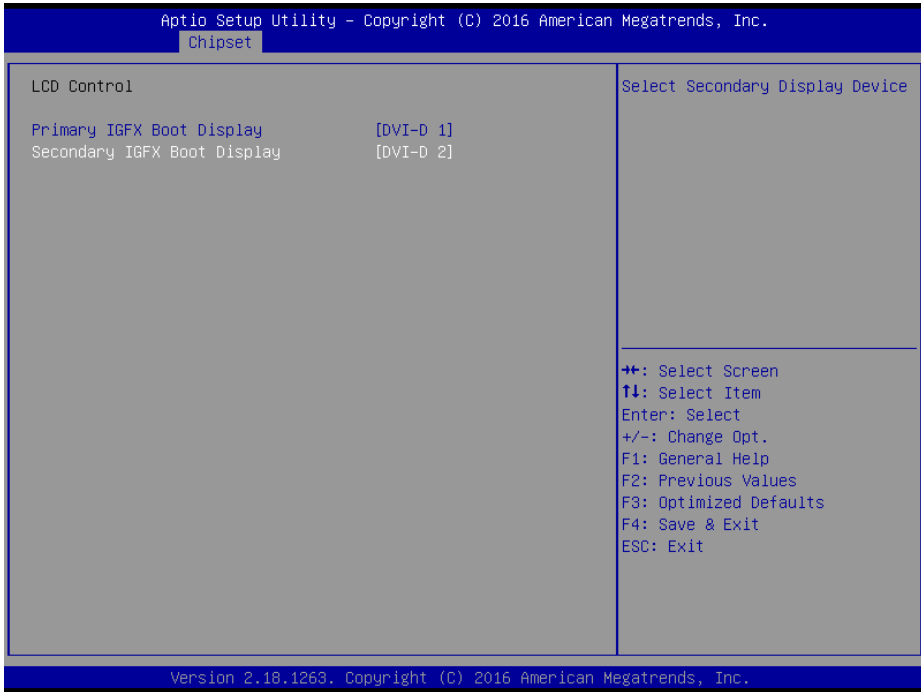 Aptio Setup Utility – Copyright (C) 2016 American Megatrends, Inc.
Chipset
LCD Control
Primary IGFX Boot Display [DVI-D 1]
Secondary IGFX Boot Display [DVI-D 2]
Select Secondary Display Device
→←: Select Screen
↑↓: Select Item
Enter: Select
+/-: Change Opt.
F1: General Help
F2: Previous Values
F3: Optimized Defaults
F4: Save & Exit
ESC: Exit
Version 2.18.1263. Copyright (C) 2016 American Megatrends, Inc.